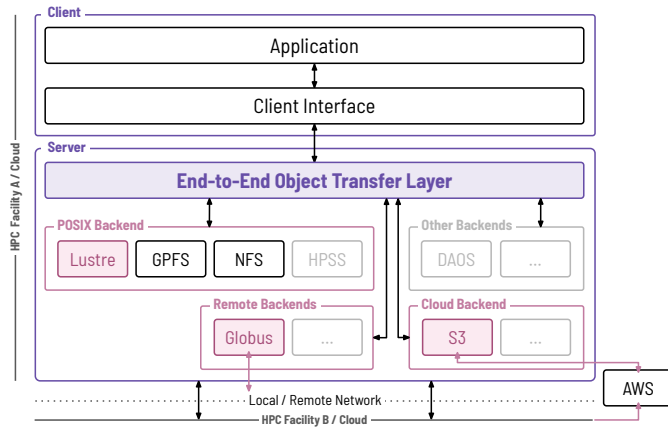 Client
Application
Client Interface
HPC Facility A / Cloud
Server
End-to-End Object Transfer Layer
POSIX Backend
Lustre
GPFS
NFS
HPSS
Other Backends
DAOS
...
Remote Backends
Globus
...
Cloud Backend
S3
...
AWS
Local / Remote Network
HPC Facility B / Cloud